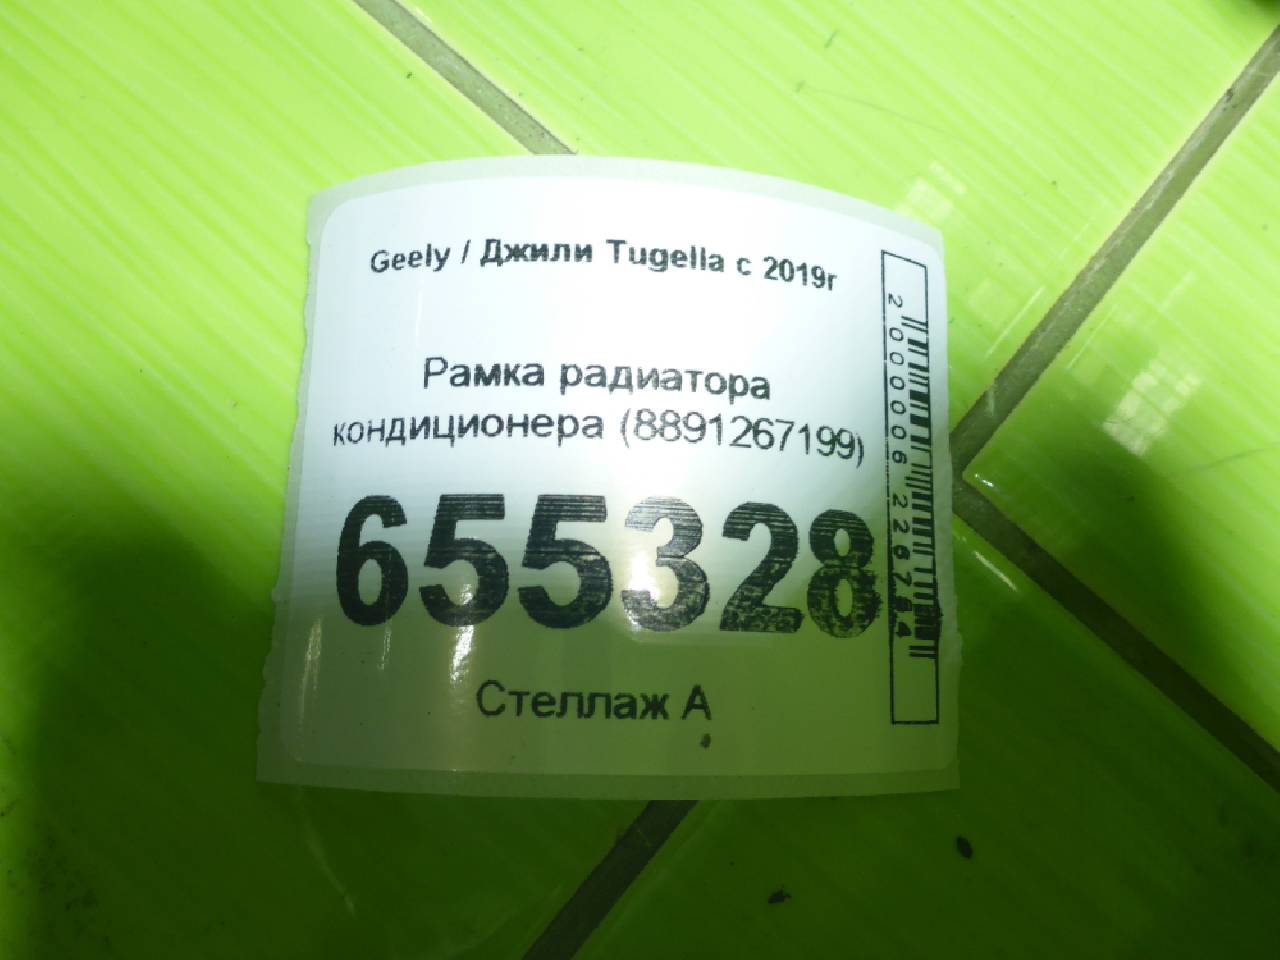 Geely / Джили Tugella с 2019г
Рамка радиатора
кондиционера (8891267199)
655328
Стеллаж А